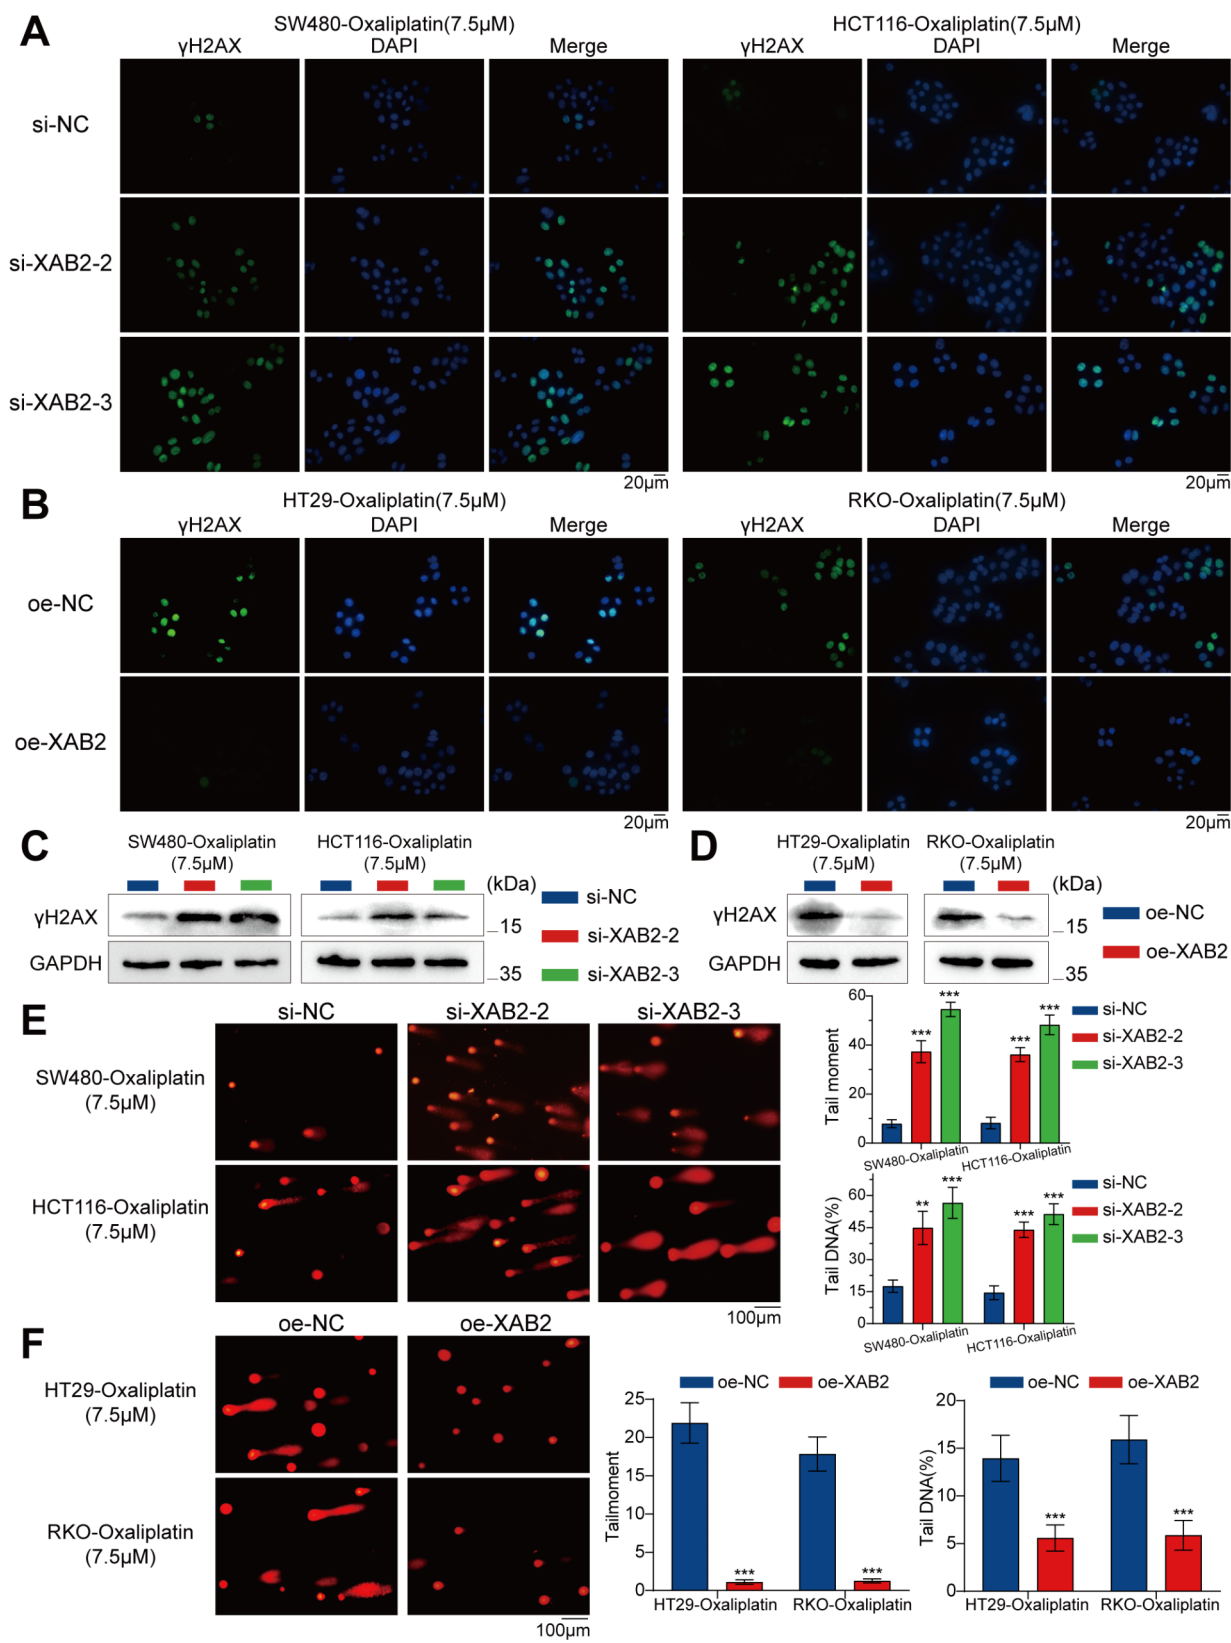 A
SW480-Oxaliplatin(7.5μM)
HCT116-Oxaliplatin(7.5μM)
γH2AX DAPI Merge γH2AX DAPI Merge
si-NC
si-XAB2-2
si-XAB2-3
20μm 20μm
B
HT29-Oxaliplatin(7.5μM)
RKO-Oxaliplatin(7.5μM)
γH2AX DAPI Merge γH2AX DAPI Merge
oe-NC
oe-XAB2
20μm 20μm
C
SW480-Oxaliplatin
(7.5μM)
HCT116-Oxaliplatin
(7.5μM)
(kDa)
γH2AX
15
GAPDH
35
si-NC
si-XAB2-2
si-XAB2-3
D
HT29-Oxaliplatin
(7.5μM)
RKO-Oxaliplatin
(7.5μM)
(kDa)
γH2AX
15
GAPDH
35
oe-NC
oe-XAB2
E
si-NC si-XAB2-2 si-XAB2-3
SW480-Oxaliplatin
(7.5μM)
HCT116-Oxaliplatin
(7.5μM)
100μm
Tail moment
60
40
20
0
*** *** *** ***
SW480-Oxaliplatin HCT116-Oxaliplatin
si-NC
si-XAB2-2
si-XAB2-3
Tail DNA(%)
60
45
30
15
0
** *** *** ***
SW480-Oxaliplatin HCT116-Oxaliplatin
si-NC
si-XAB2-2
si-XAB2-3
F
oe-NC oe-XAB2
HT29-Oxaliplatin
(7.5μM)
RKO-Oxaliplatin
(7.5μM)
100μm
oe-NC oe-XAB2
Tailmoment
25
20
15
10
5
0
*** ***
HT29-Oxaliplatin RKO-Oxaliplatin
oe-NC oe-XAB2
Tail DNA(%)
20
15
10
5
0
*** ***
HT29-Oxaliplatin RKO-Oxaliplatin